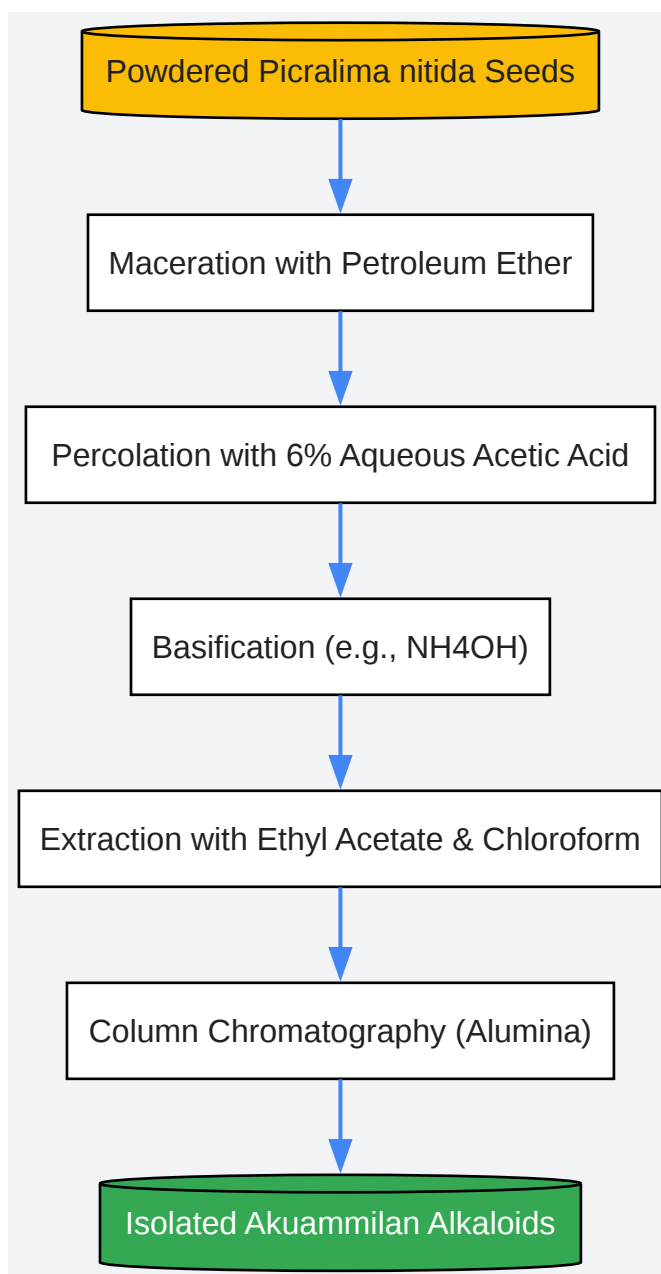 Powdered Picralima nitida Seeds
Maceration with Petroleum Ether
Percolation with 6% Aqueous Acetic Acid
Basification (e.g., NH4OH)
Extraction with Ethyl Acetate & Chloroform
Column Chromatography (Alumina)
Isolated Akuammilan Alkaloids